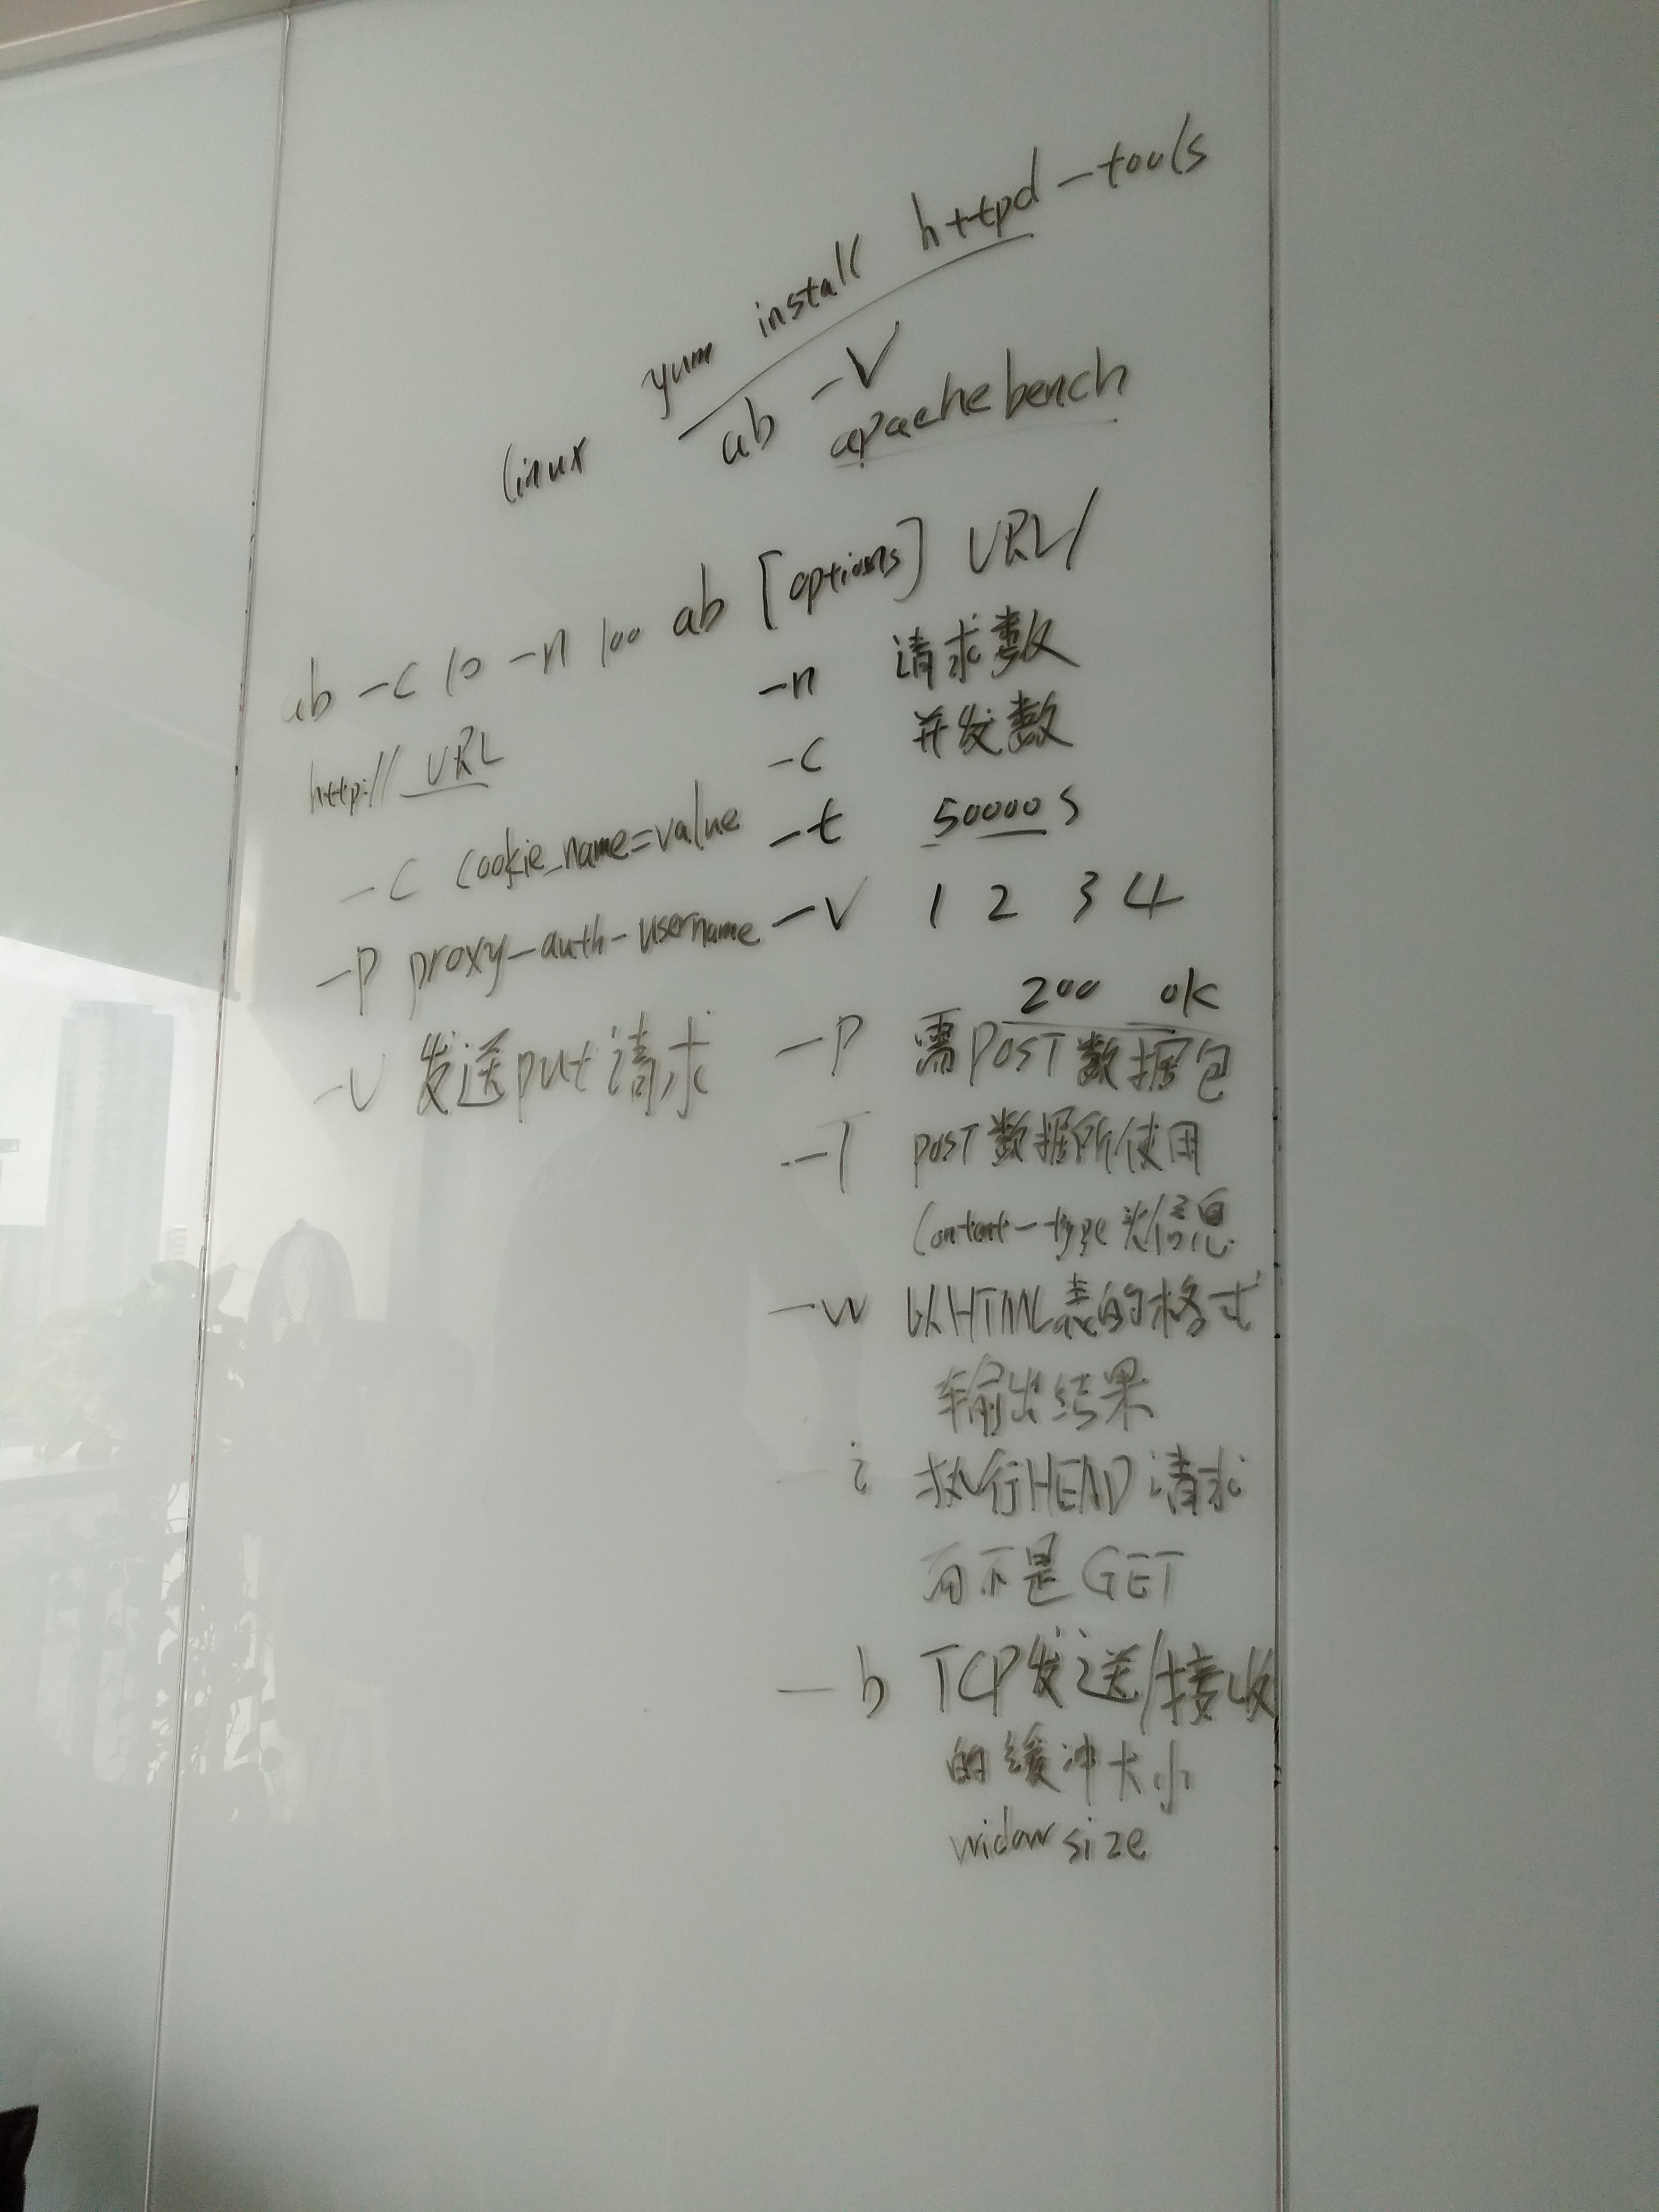 yum install httpd-tools
linux ab -V
apachebench
ab [options] URL/
-n 请求数
-c 并发数
-t 50000s
-v 1 2 3 4
200 ok
-P 需POST数据包
-T POST数据所使用
Content-type 头信息
-w 以HTML表的格式
输出结果
-i 执行HEAD请求
而不是GET
-b TCP发送/接收
的缓冲大小
widow size
ab -c 10 -n 100
http:// URL
-C cookie_name=value
-P proxy-auth-username
-U 发送put请求